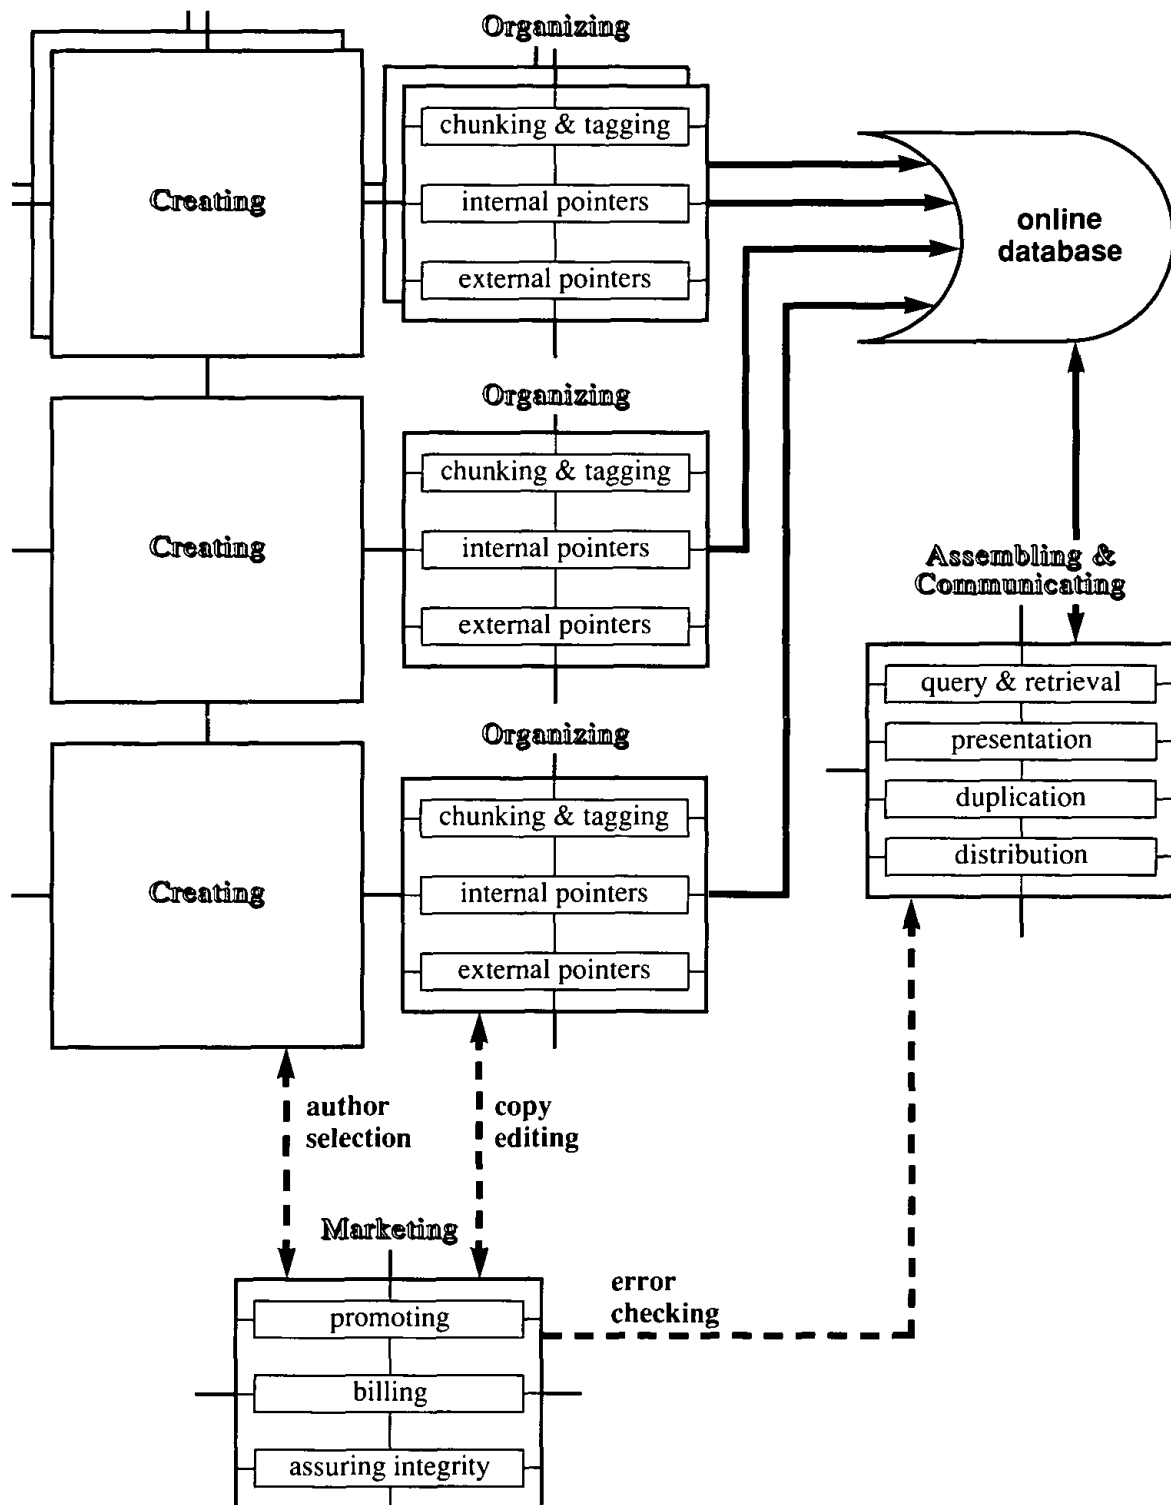 Organizing
chunking & tagging
Creating
internal pointers
external pointers
online
database
Organizing
chunking & tagging
Creating
internal pointers
external pointers
Assembling &
Communicating
query & retrieval
presentation
duplication
distribution
Organizing
chunking & tagging
Creating
internal pointers
external pointers
author
selection
copy
editing
Marketing
promoting
billing
assuring integrity
error
checking